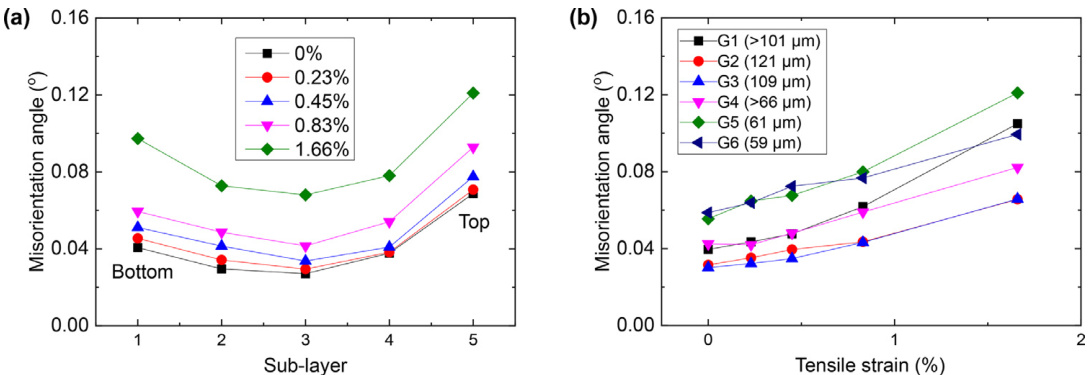 (a)
0.16
0.12
0.08
0.04
0.00
Misorientation angle (º)
0%
0.23%
0.45%
0.83%
1.66%
Bottom
Top
1 2 3 4 5
Sub-layer
(b)
0.16
0.12
0.08
0.04
0.00
Misorientation angle (º)
G1 (>101 µm)
G2 (121 µm)
G3 (109 µm)
G4 (>66 µm)
G5 (61 µm)
G6 (59 µm)
0 1 2
Tensile strain (%)